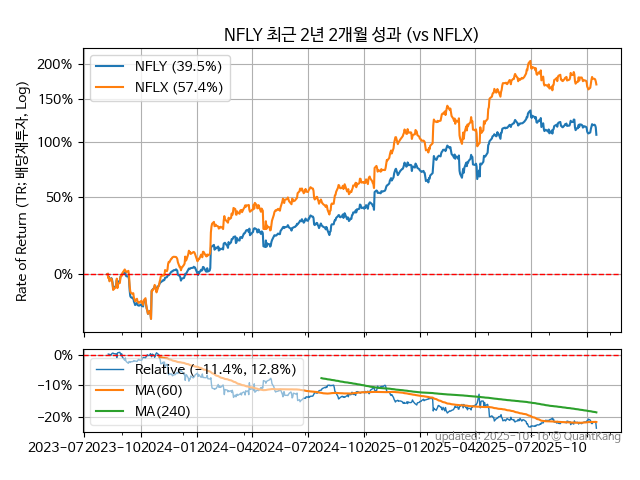 NFLY 최근 2년 2개월 성과 (vs NFLX)
Rate of Return (TR: 배당재투자, Log)
200%
150%
100%
50%
0%
NFLY (39.5%)
NFLX (57.4%)
0%
−10%
−20%
Relative (−11.4%, 12.8%)
MA(60)
MA(240)
updated: 2025-10-16 © QuantKang
2023-07 2023-10 2024-01 2024-04 2024-07 2024-10 2025-01 2025-04 2025-07 2025-10